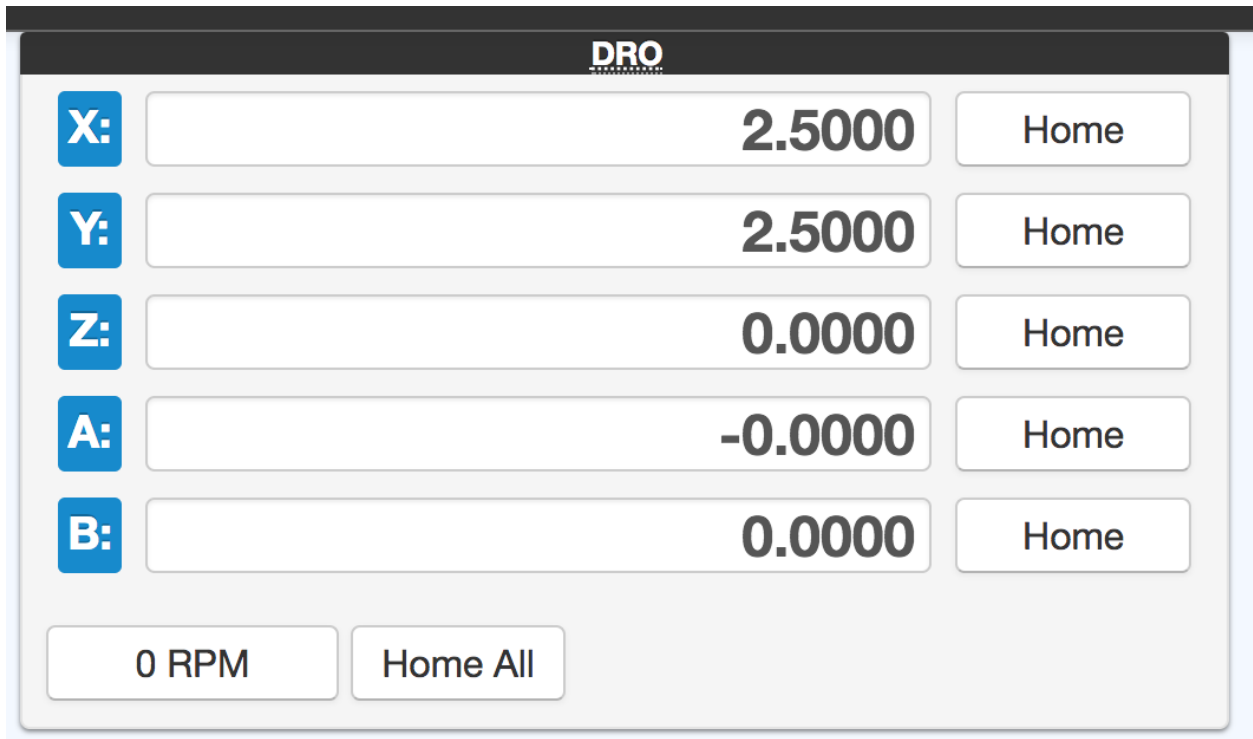 DRO
X: 2.5000 Home
Y: 2.5000 Home
Z: 0.0000 Home
A: -0.0000 Home
B: 0.0000 Home
0 RPM Home All